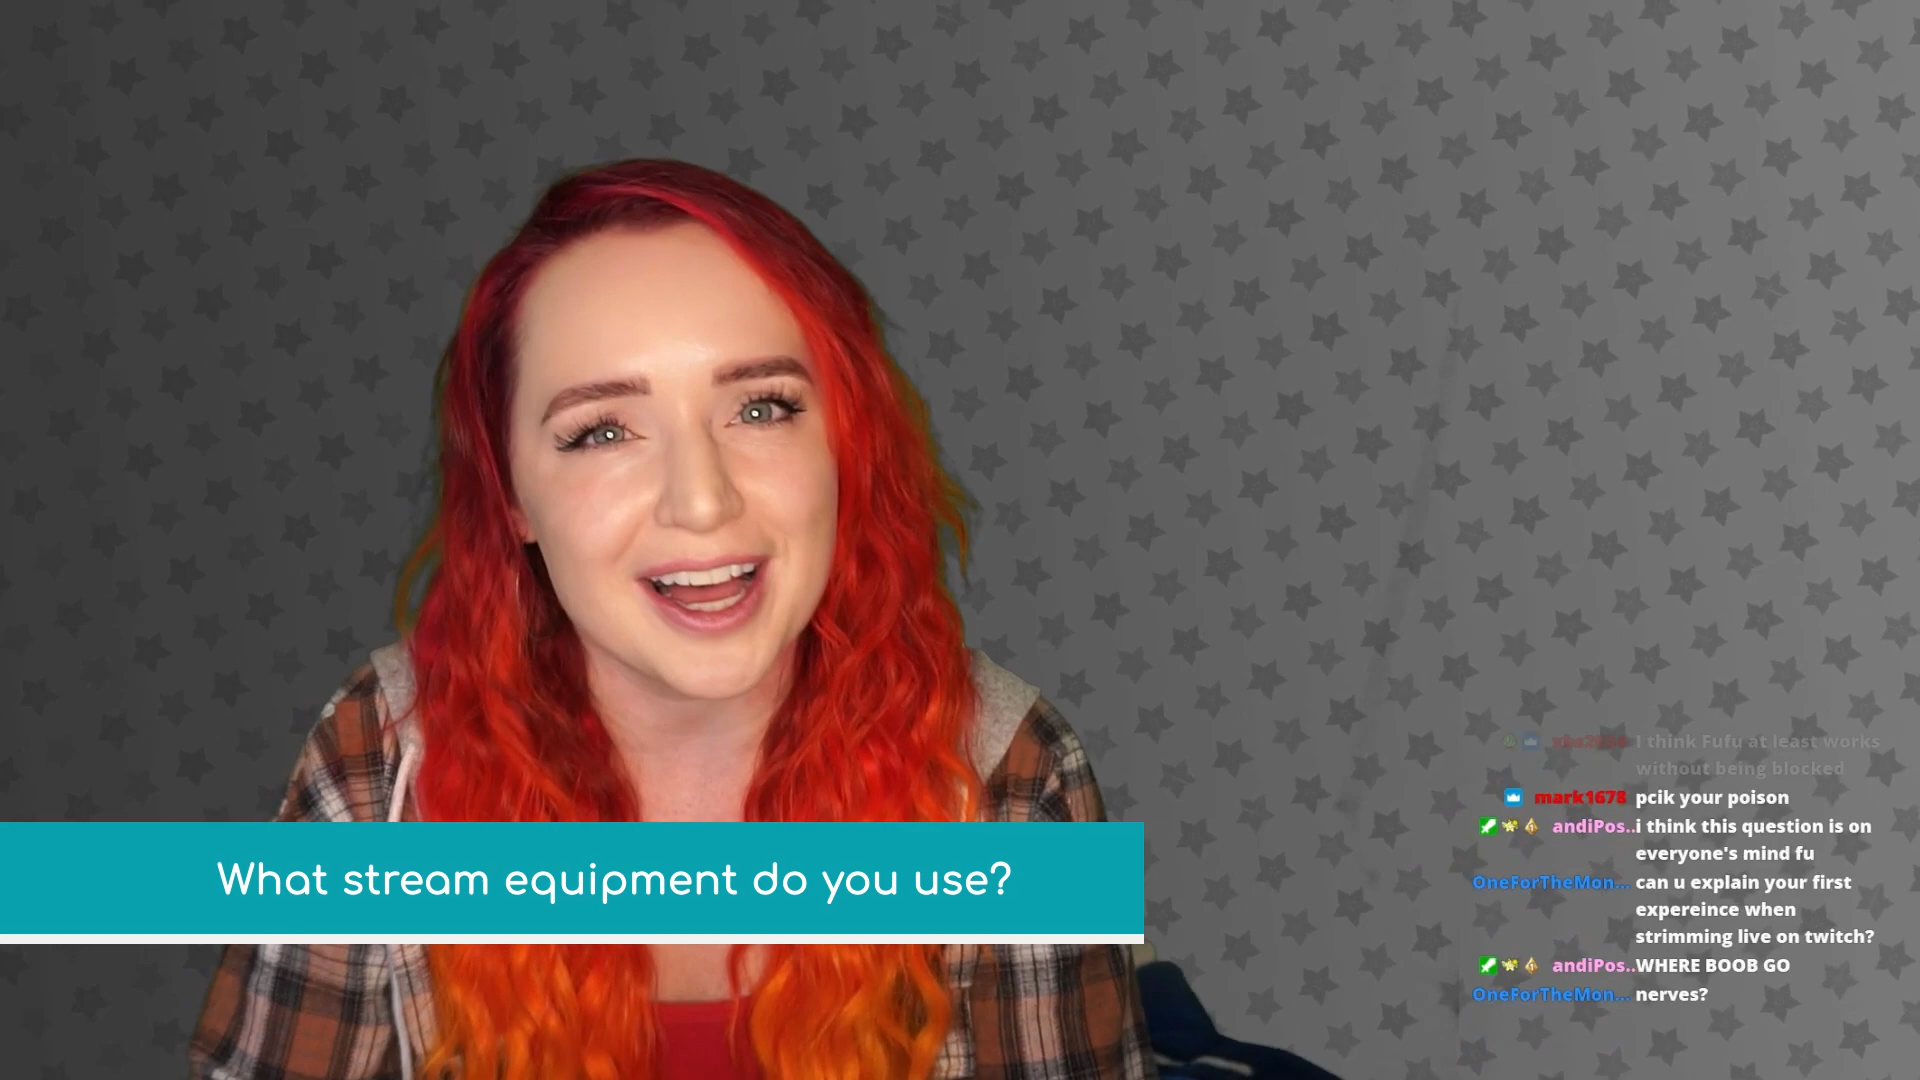 What stream equipment do you use?
I think Fufu at least works
without being blocked
mark1678 pcik your poison
andiPos.. i think this question is on
everyone's mind fu
OneForTheMon... can u explain your first
expereince when
strimming live on twitch?
andiPos.. WHERE BOOB GO
OneForTheMon... nerves?